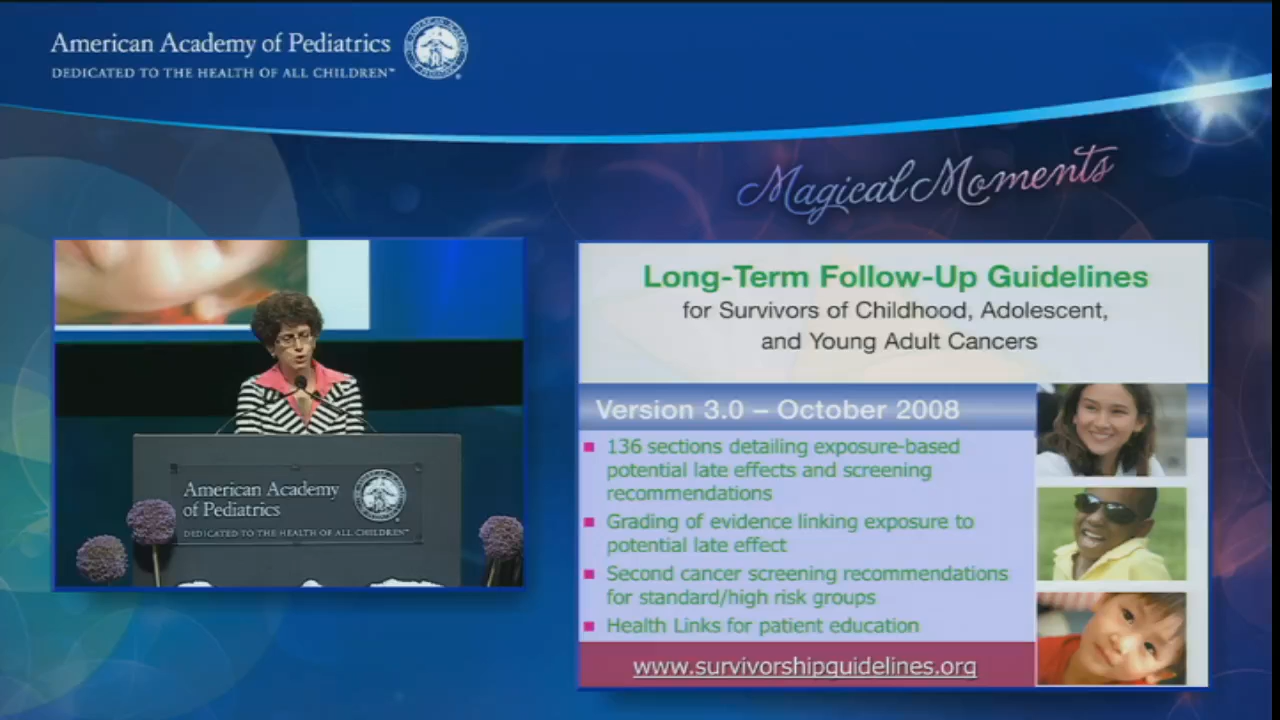 American Academy of Pediatrics
DEDICATED TO THE HEALTH OF ALL CHILDREN™
Magical Moments
Long-Term Follow-Up Guidelines
for Survivors of Childhood, Adolescent,
and Young Adult Cancers
Version 3.0 – October 2008
136 sections detailing exposure-based
potential late effects and screening
recommendations
Grading of evidence linking exposure to
potential late effect
Second cancer screening recommendations
for standard/high risk groups
Health Links for patient education
www.survivorshipguidelines.org
American Academy
of Pediatrics
DEDICATED TO THE HEALTH OF ALL CHILDREN™